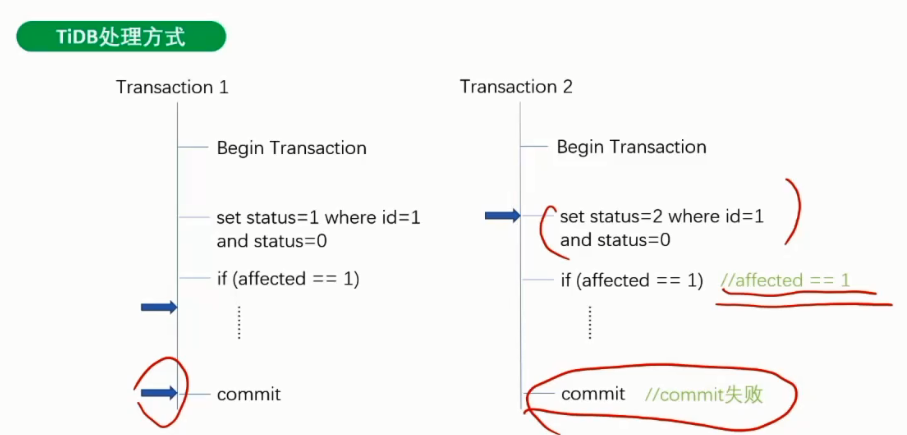 TiDB处理方式
Transaction 1
Begin Transaction
set status=1 where id=1
and status=0
if (affected == 1)
commit
Transaction 2
Begin Transaction
set status=2 where id=1
and status=0
if (affected == 1) //affected == 1
commit //commit失败